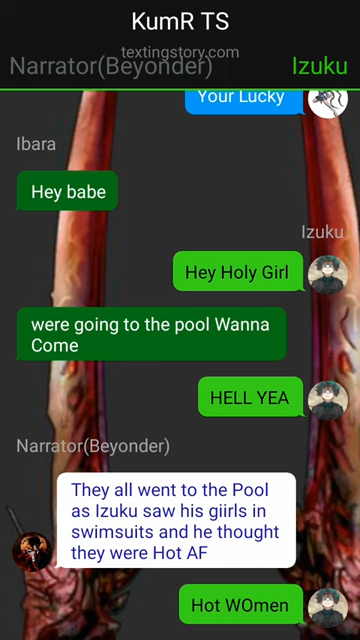 KumR TS
textingstory.com
Narrator(Beyonder) Izuku
Your Lucky
Ibara
Hey babe
Izuku
Hey Holy Girl
were going to the pool Wanna
Come
HELL YEA
Narrator(Beyonder)
They all went to the Pool
as Izuku saw his giirls in
swimsuits and he thought
they were Hot AF
Hot WOmen